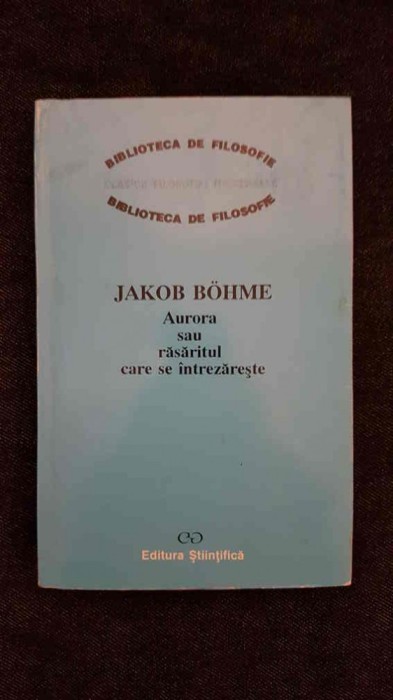 BIBLIOTECA DE FILOSOFIE
BIBLIOTECA DE FILOSOFIE
JAKOB BÖHME
Aurora
sau
răsăritul
care se întrezărește
Editura Științifică